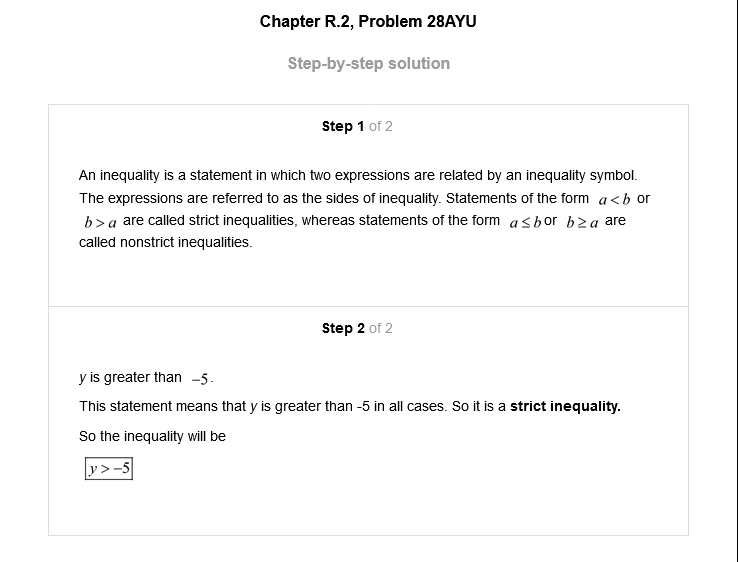 Chapter R.2, Problem 28AYU
Step-by-step solution
Step 1 of 2
An inequality is a statement in which two expressions are related by an inequality symbol.
The expressions are referred to as the sides of inequality. Statements of the form a < b or
b > a are called strict inequalities, whereas statements of the form a ≤ b or b ≥ a are
called nonstrict inequalities.
Step 2 of 2
y is greater than −5.
This statement means that y is greater than -5 in all cases. So it is a strict inequality.
So the inequality will be
y > −5